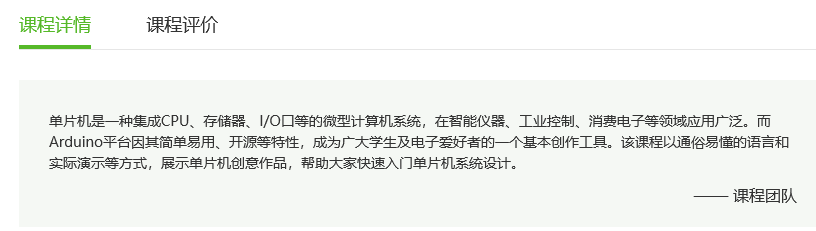 课程详情 课程评价
单片机是一种集成CPU、存储器、I/O口等的微型计算机系统，在智能仪器、工业控制、消费电子等领域应用广泛。而
Arduino平台因其简单易用、开源等特性，成为广大学生及电子爱好者的一个基本创作工具。该课程以通俗易懂的语言和
实际演示等方式，展示单片机创意作品，帮助大家快速入门单片机系统设计。
—— 课程团队